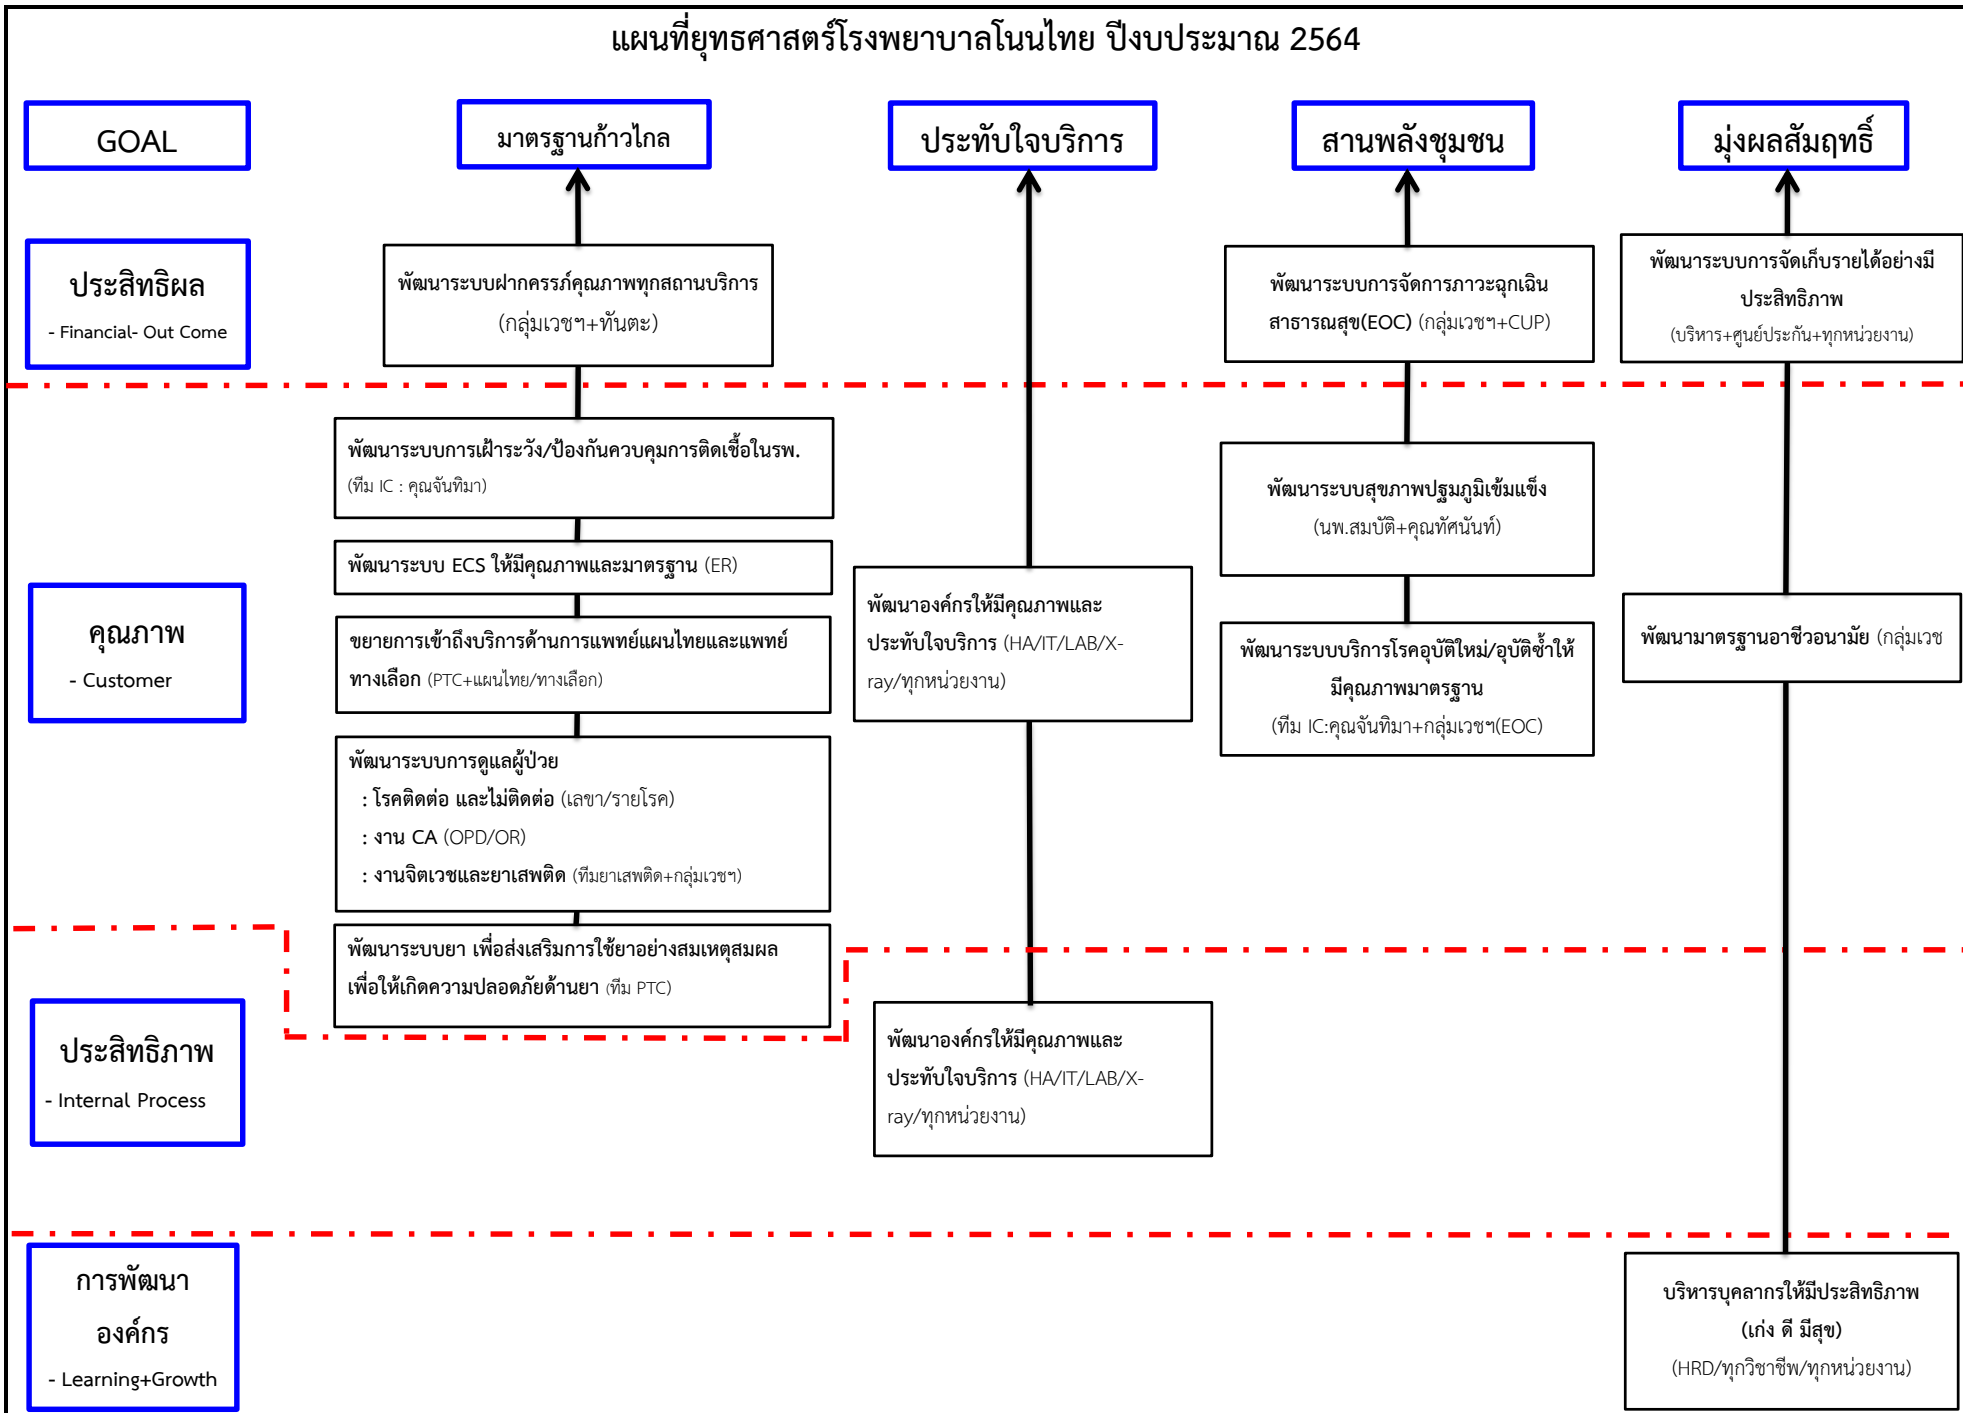 แผนที่ยุทธศาสตร์โรงพยาบาลโนนไทย ปีงบประมาณ 2564
GOAL
มาตรฐานก้าวไกล
ประทับใจบริการ
สานพลังชุมชน
มุ่งผลสัมฤทธิ์
ประสิทธิผล
- Financial- Out Come
พัฒนาระบบฝากครรภ์คุณภาพทุกสถานบริการ
(กลุ่มเวชฯ+ทันตะ)
พัฒนาระบบการจัดการภาวะฉุกเฉิน
สาธารณสุข(EOC) (กลุ่มเวชฯ+CUP)
พัฒนาระบบการจัดเก็บรายได้อย่างมี
ประสิทธิภาพ
(บริหาร+ศูนย์ประกัน+ทุกหน่วยงาน)
คุณภาพ
- Customer
พัฒนาระบบการเฝ้าระวัง/ป้องกันควบคุมการติดเชื้อในรพ.
(ทีม IC : คุณจันทิมา)
พัฒนาระบบ ECS ให้มีคุณภาพและมาตรฐาน (ER)
ขยายการเข้าถึงบริการด้านการแพทย์แผนไทยและแพทย์
ทางเลือก (PTC+แผนไทย/ทางเลือก)
พัฒนาระบบการดูแลผู้ป่วย
: โรคติดต่อ และไม่ติดต่อ (เลขา/รายโรค)
: งาน CA (OPD/OR)
: งานจิตเวชและยาเสพติด (ทีมยาเสพติด+กลุ่มเวชฯ)
พัฒนาระบบยา เพื่อส่งเสริมการใช้ยาอย่างสมเหตุสมผล
เพื่อให้เกิดความปลอดภัยด้านยา (ทีม PTC)
พัฒนาองค์กรให้มีคุณภาพและ
ประทับใจบริการ (HA/IT/LAB/X-
ray/ทุกหน่วยงาน)
พัฒนาระบบสุขภาพปฐมภูมิเข้มแข็ง
(นพ.สมบัติ+คุณทัศนันท์)
พัฒนาระบบบริการโรคอุบัติใหม่/อุบัติซ้ำให้
มีคุณภาพมาตรฐาน
(ทีม IC:คุณจันทิมา+กลุ่มเวชฯ(EOC)
พัฒนามาตรฐานอาชีวอนามัย (กลุ่มเวช
ประสิทธิภาพ
- Internal Process
พัฒนาองค์กรให้มีคุณภาพและ
ประทับใจบริการ (HA/IT/LAB/X-
ray/ทุกหน่วยงาน)
การพัฒนา
องค์กร
- Learning+Growth
บริหารบุคลากรให้มีประสิทธิภาพ
(เก่ง ดี มีสุข)
(HRD/ทุกวิชาชีพ/ทุกหน่วยงาน)